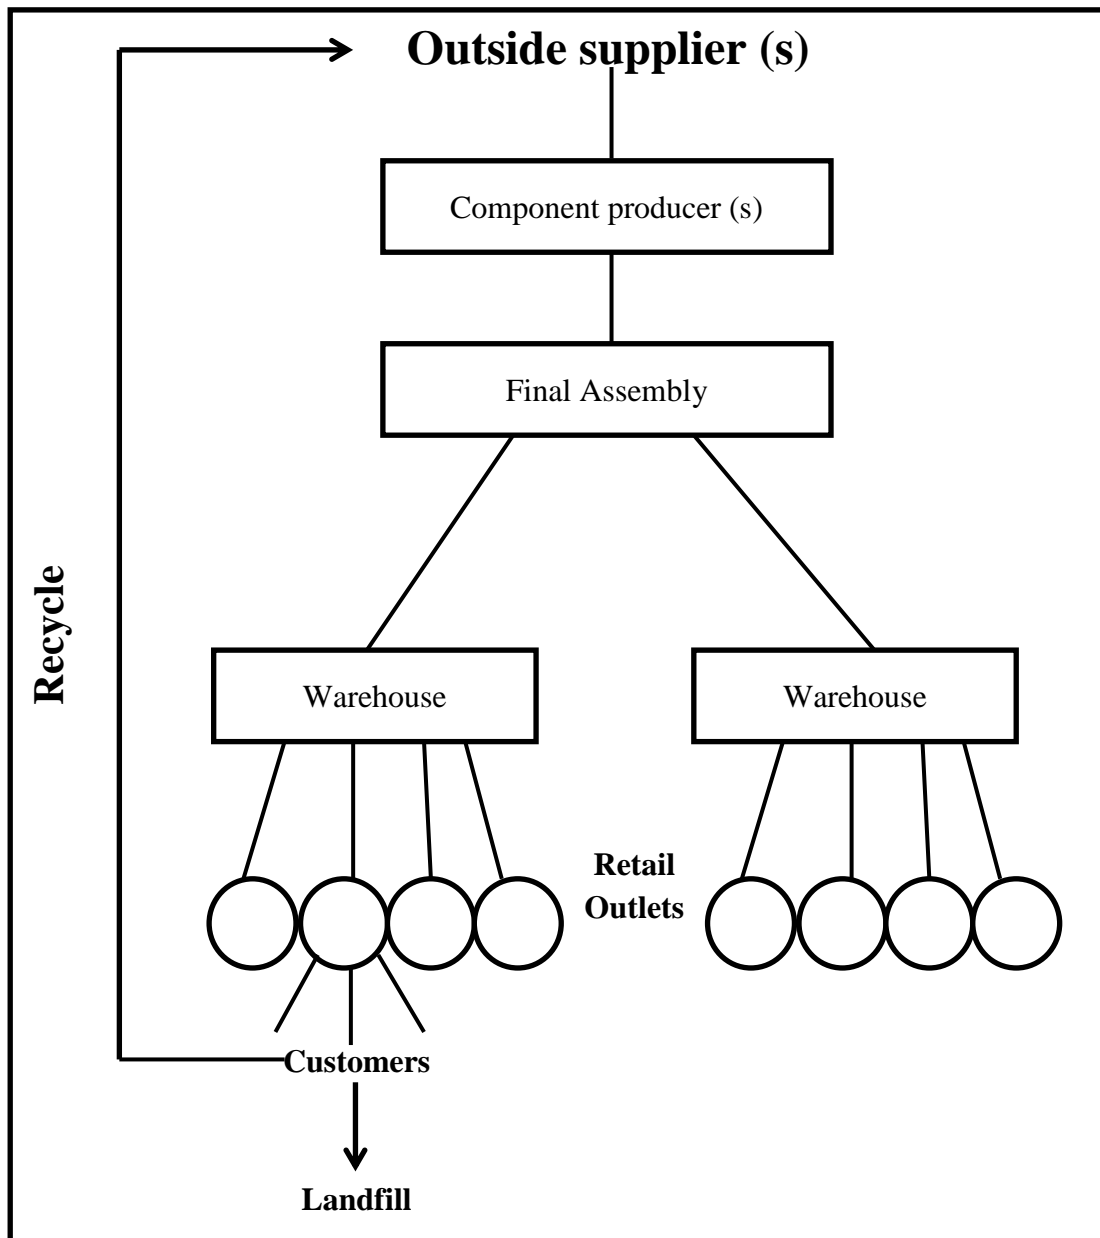 Outside supplier (s)
Component producer (s)
Final Assembly
Recycle
Warehouse
Warehouse
Retail
Outlets
Customers
Landfill